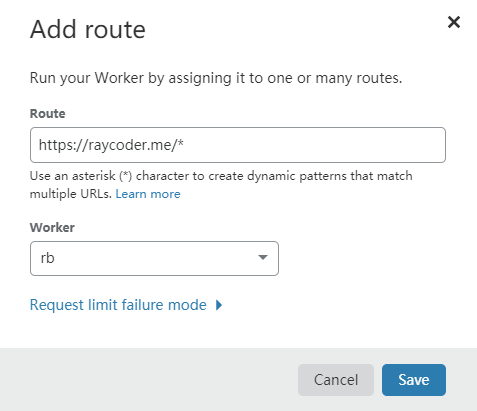 Add route
Run your Worker by assigning it to one or many routes.
Route
https://raycoder.me/*
Use an asterisk (*) character to create dynamic patterns that match
multiple URLs. Learn more
Worker
rb
Request limit failure mode
Cancel
Save